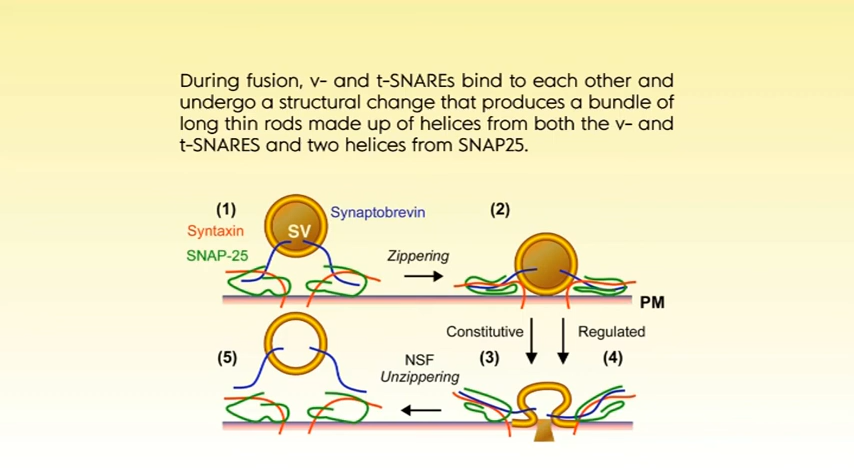 During fusion, v- and t-SNAREs bind to each other and
undergo a structural change that produces a bundle of
long thin rods made up of helices from both the v- and
t-SNARES and two helices from SNAP25.
(1)
Synaptobrevin
(2)
Syntaxin
SV
SNAP-25
Zippering
PM
Constitutive
Regulated
(5)
NSF
(3)
(4)
Unzippering